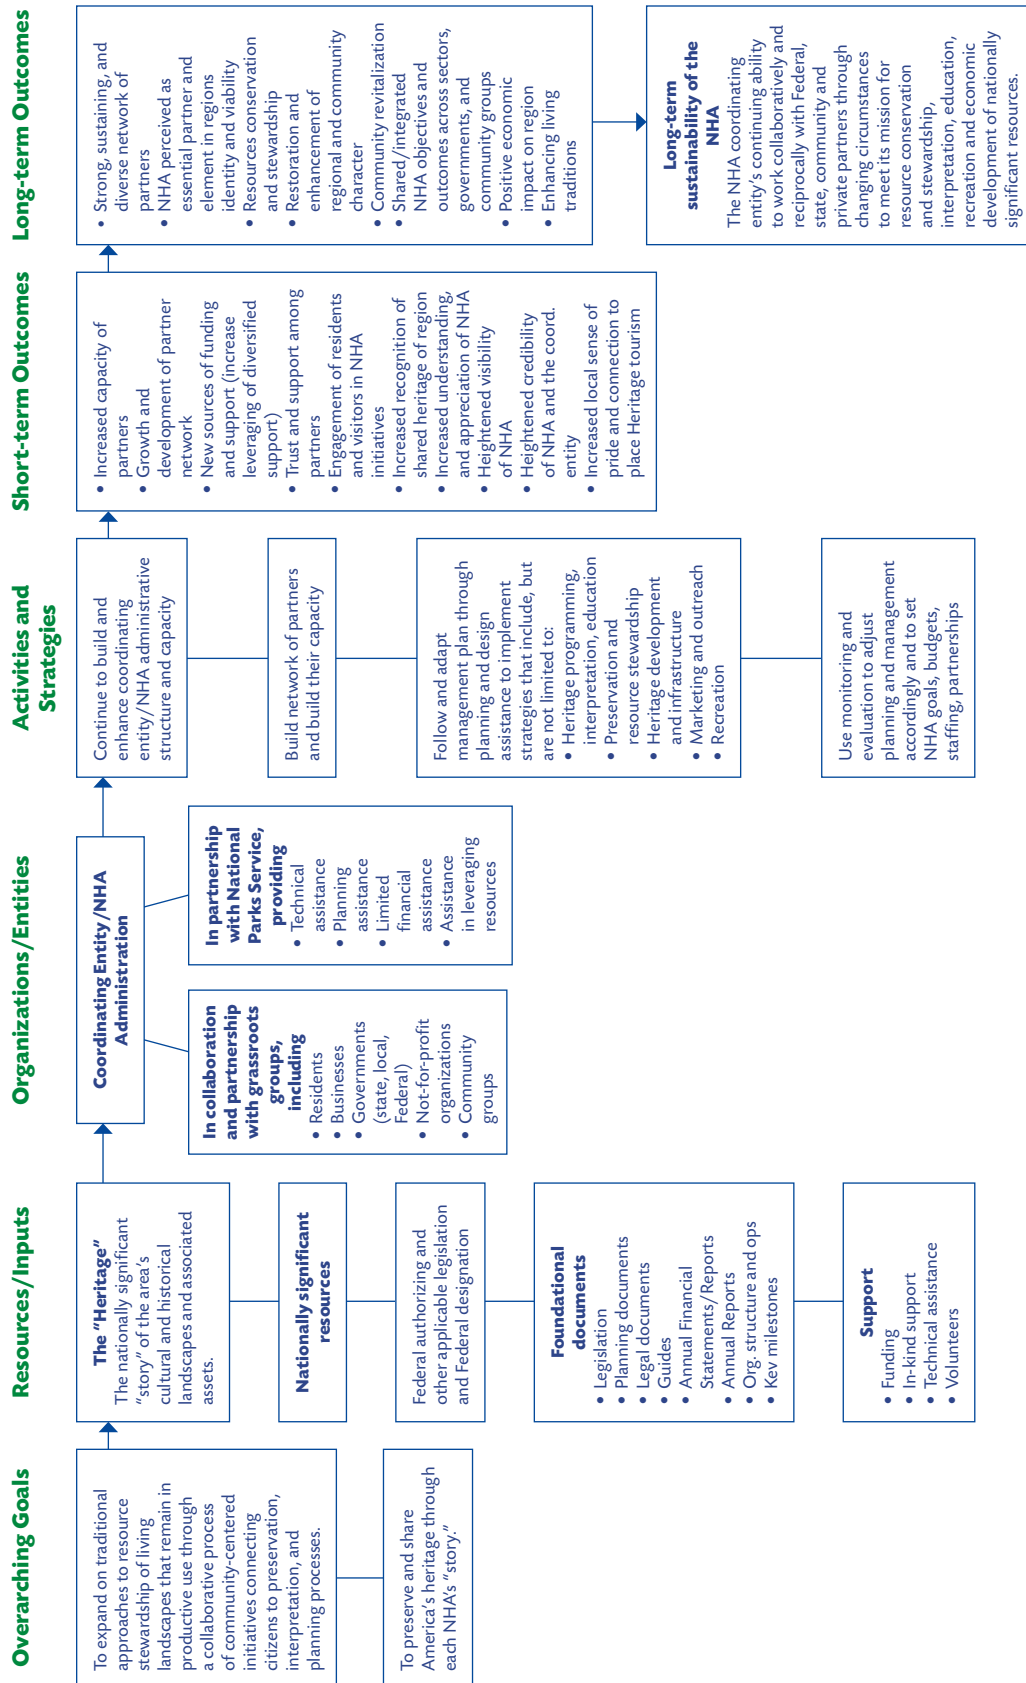 Overarching Goals
To expand on traditional
approaches to resource
stewardship of living
landscapes that remain in
productive use through
a collaborative process
of community-centered
initiatives connecting
citizens to preservation,
interpretation, and
planning processes.
To preserve and share
America's heritage through
each NHA's "story."
Resources/Inputs
The "Heritage"
The nationally significant
"story" of the area's
cultural and historical
landscapes and associated
assets.
Nationally significant
resources
Federal authorizing and
other applicable legislation
and Federal designation
Foundational
documents
• Legislation
• Planning documents
• Legal documents
• Guides
• Annual Financial
Statements/Reports
• Annual Reports
• Org. structure and ops
• Key milestones
Support
• Funding
• In-kind support
• Technical assistance
• Volunteers
Organizations/Entities
Coordinating Entity/NHA
Administration
In collaboration
and partnership
with grassroots
groups,
including
• Residents
• Businesses
• Governments
(state, local,
Federal)
• Not-for-profit
organizations
• Community
groups
In partnership
with National
Parks Service,
providing
• Technical
assistance
• Planning
assistance
• Limited
financial
assistance
• Assistance
in leveraging
resources
Activities and
Strategies
Continue to build and
enhance coordinating
entity/NHA administrative
structure and capacity
Build network of partners
and build their capacity
Follow and adapt
management plan through
planning and design
assistance to implement
strategies that include, but
are not limited to:
• Heritage programming,
interpretation, education
• Preservation and
resource stewardship
• Heritage development
and infrastructure
• Marketing and outreach
• Recreation
Use monitoring and
evaluation to adjust
planning and management
accordingly and to set
NHA goals, budgets,
staffing, partnerships
Short-term Outcomes
• Increased capacity of
partners
• Growth and
development of partner
network
• New sources of funding
and support (increase
leveraging of diversified
support)
• Trust and support among
partners
• Engagement of residents
and visitors in NHA
initiatives
• Increased recognition of
shared heritage of region
• Increased understanding,
and appreciation of NHA
• Heightened visibility
of NHA
• Heightened credibility
of NHA and the coord.
entity
• Increased local sense of
pride and connection to
place Heritage tourism
Long-term Outcomes
• Strong, sustaining, and
diverse network of
partners
• NHA perceived as
essential partner and
element in regions
identity and viability
• Resources conservation
and stewardship
• Restoration and
enhancement of
regional and community
character
• Community revitalization
• Shared/integrated
NHA objectives and
outcomes across sectors,
governments, and
community groups
• Positive economic
impact on region
• Enhancing living
traditions
Long-term
sustainability of the
NHA
The NHA coordinating
entity's continuing ability
to work collaboratively and
reciprocally with Federal,
state, community and
private partners through
changing circumstances
to meet its mission for
resource conservation
and stewardship,
interpretation, education,
recreation and economic
development of nationally
significant resources.